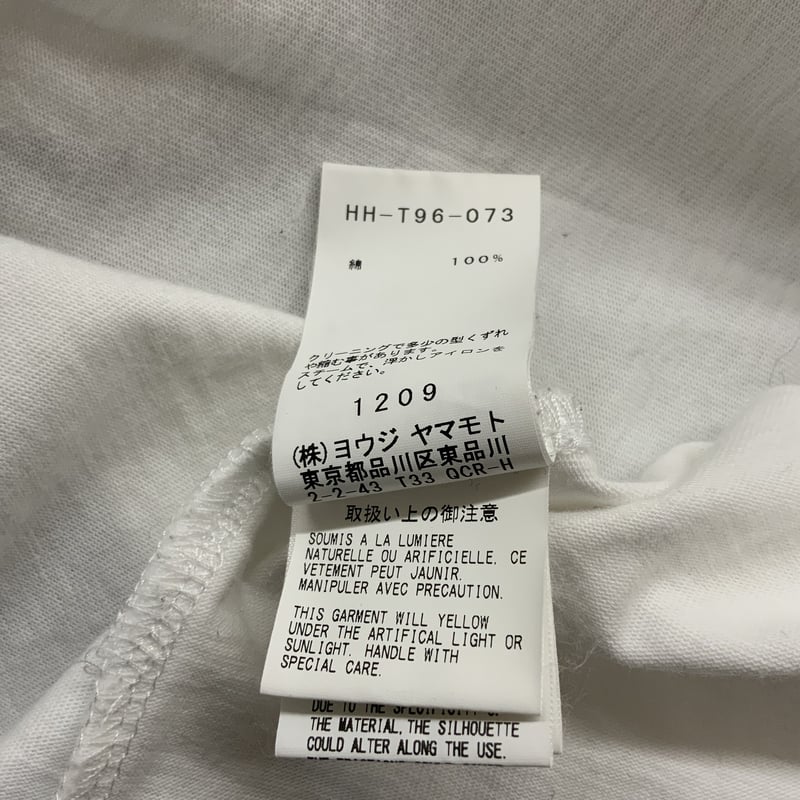 HH-T96-073
綿 100%
クリーニングで多少の型くずれ
や縮む事があります。
スチームで、浮かしアイロンを
してください。
1209
(株)ヨウジ ヤマモト
東京都品川区東品川
2-2-43 T33 QCR-H
取扱い上の御注意
SOUMIS A LA LUMIERE
NATURELLE OU ARIFICIELLE. CE
VETEMENT PEUT JAUNIR.
MANIPULER AVEC PRECAUTION.
THIS GARMENT WILL YELLOW
UNDER THE ARTIFICAL LIGHT OR
SUNLIGHT. HANDLE WITH
SPECIAL CARE.
DUE TO THE SPECIFICITY OF
THE MATERIAL, THE SILHOUETTE
COULD ALTER ALONG THE USE.